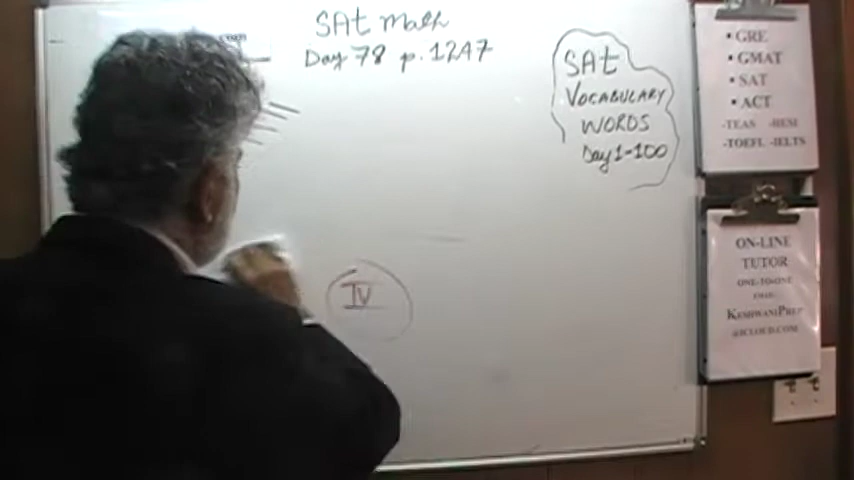 SAt Math
Day 78 p. 1247
SAt
VOCABULARY
WORDS
Day 1-100
IV
• GRE
• GMAT
• SAT
• ACT
-TEAS -HESI
-TOEFL -IELTS
ON-LINE
TUTOR
ONE-TO-ONE
KESHWANIPREP
@ICLOUD.COM